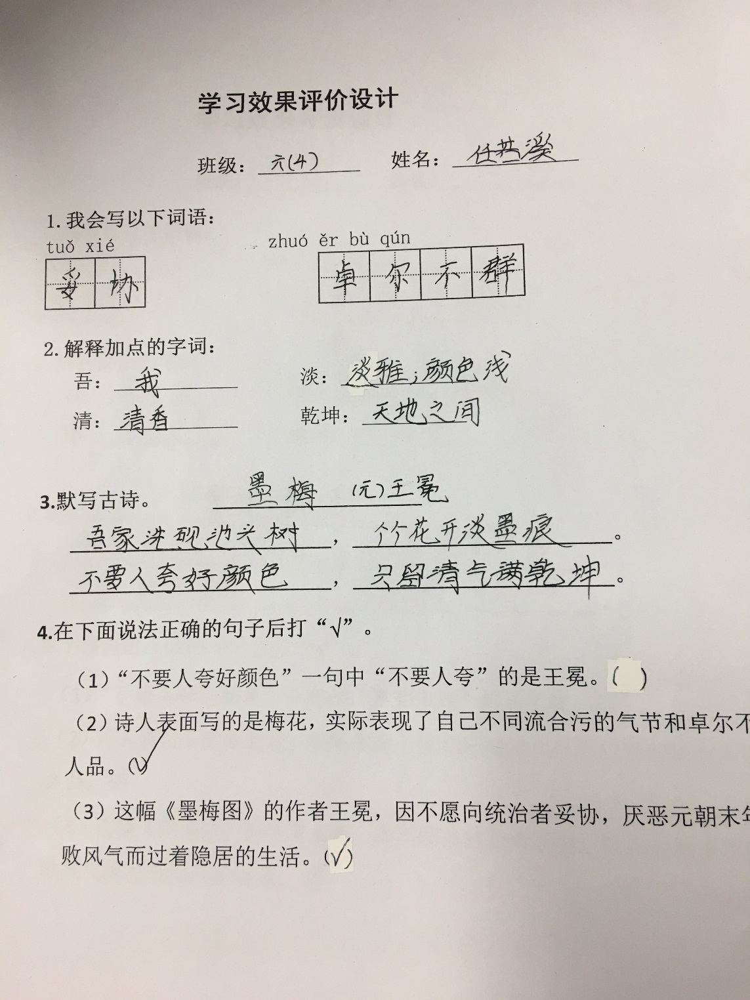 学习效果评价设计
班级：六(4) 姓名：任芸溪
1.我会写以下词语：
tuǒ xié zhuó ěr bù qún
妥协 卓尔不群
2.解释加点的字词：
吾：我 淡：淡雅；颜色浅
清：清香 乾坤：天地之间
3.默写古诗。 墨梅 (元)王冕
吾家洗砚池头树，个个花开淡墨痕。
不要人夸好颜色，只留清气满乾坤。
4.在下面说法正确的句子后打“√”。
（1）“不要人夸好颜色”一句中“不要人夸”的是王冕。( )
（2）诗人表面写的是梅花，实际表现了自己不同流合污的气节和卓尔不
人品。(√)
（3）这幅《墨梅图》的作者王冕，因不愿向统治者妥协，厌恶元朝末年
败风气而过着隐居的生活。(√)